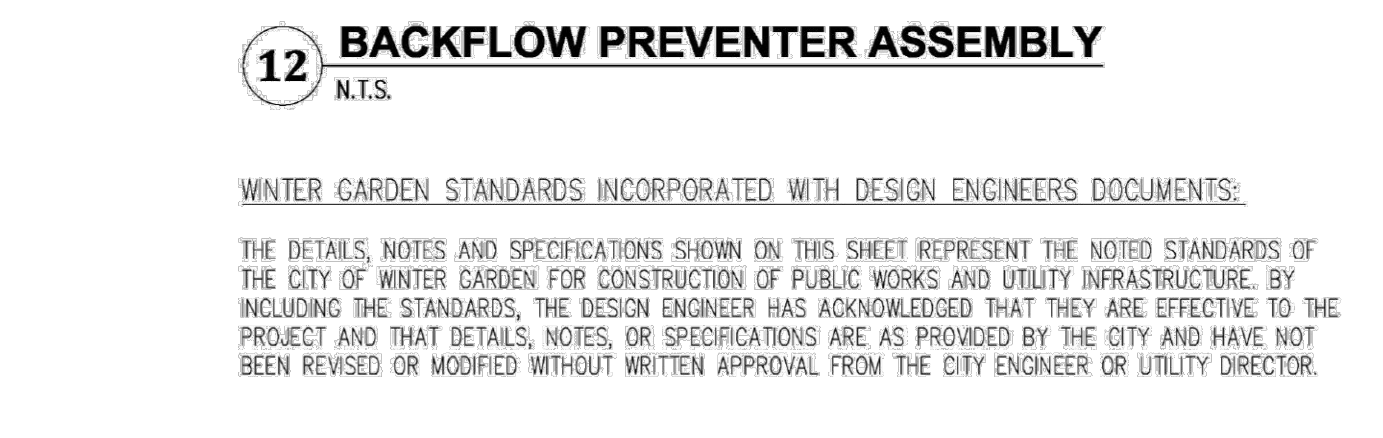 12 BACKFLOW PREVENTER ASSEMBLY
N.T.S.
WINTER GARDEN STANDARDS INCORPORATED WITH DESIGN ENGINEERS DOCUMENTS:
THE DETAILS, NOTES AND SPECIFICATIONS SHOWN ON THIS SHEET REPRESENT THE NOTED STANDARDS OF
THE CITY OF WINTER GARDEN FOR CONSTRUCTION OF PUBLIC WORKS AND UTILITY INFRASTRUCTURE. BY
INCLUDING THE STANDARDS, THE DESIGN ENGINEER HAS ACKNOWLEDGED THAT THEY ARE EFFECTIVE TO THE
PROJECT AND THAT DETAILS, NOTES, OR SPECIFICATIONS ARE AS PROVIDED BY THE CITY AND HAVE NOT
BEEN REVISED OR MODIFIED WITHOUT WRITTEN APPROVAL FROM THE CITY ENGINEER OR UTILITY DIRECTOR.